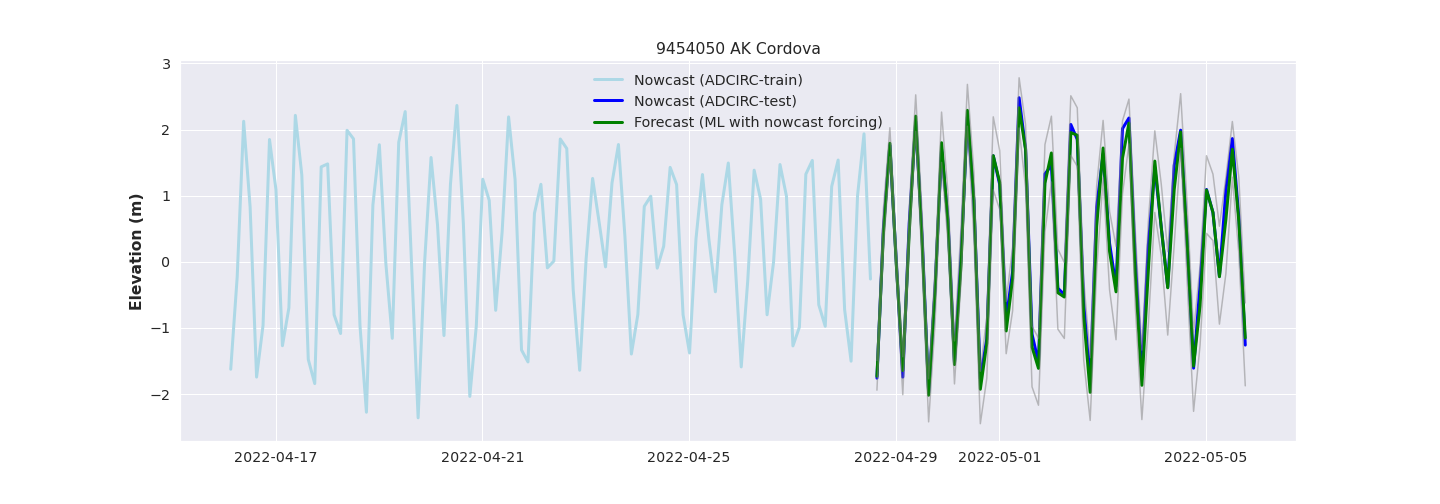 9454050 AK Cordova
Nowcast (ADCIRC-train)
Nowcast (ADCIRC-test)
Forecast (ML with nowcast forcing)
Elevation (m)
3
2
1
0
−1
−2
2022-04-17
2022-04-21
2022-04-25
2022-04-29
2022-05-01
2022-05-05